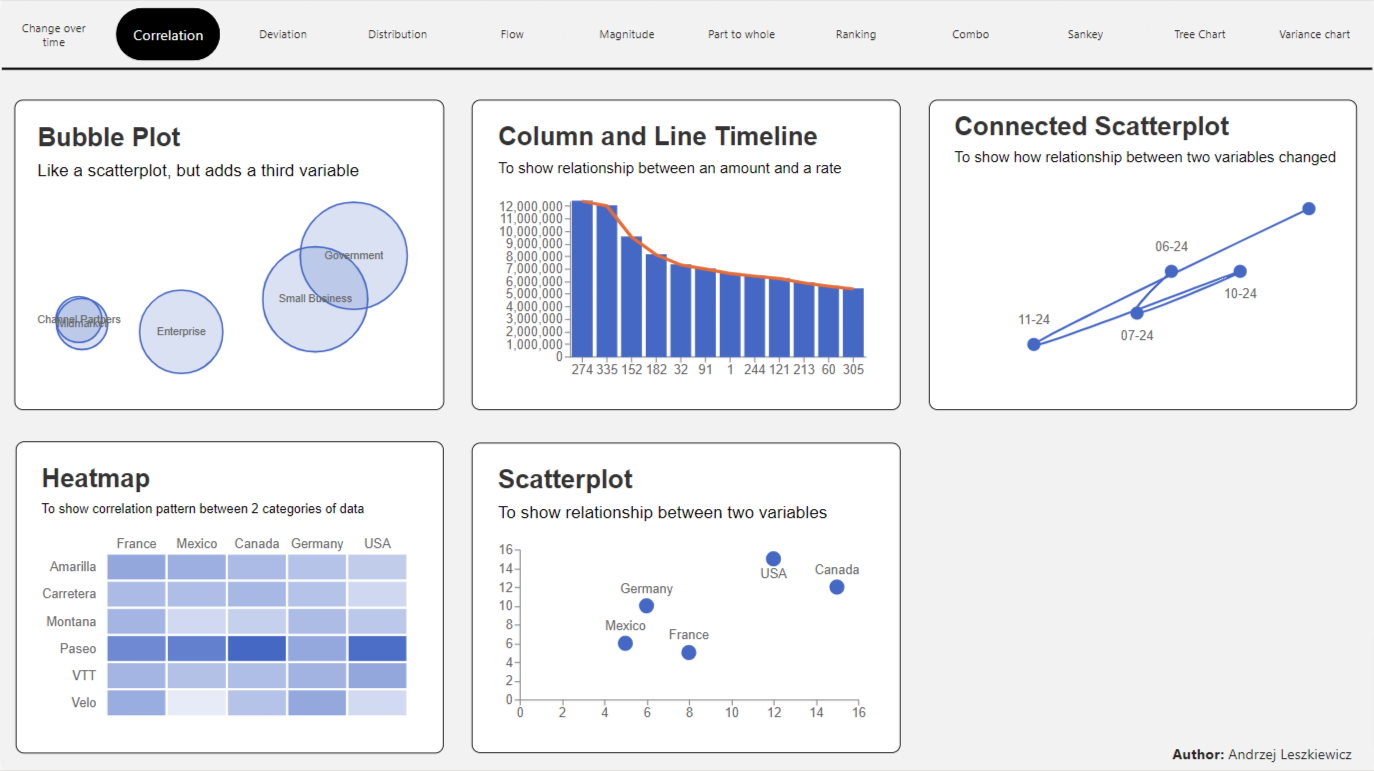 Change over
time
Correlation
Deviation
Distribution
Flow
Magnitude
Part to whole
Ranking
Combo
Sankey
Tree Chart
Variance chart
Bubble Plot
Like a scatterplot, but adds a third variable
Government
Small Business
Channel Partners
Midmarket
Enterprise
Column and Line Timeline
To show relationship between an amount and a rate
12,000,000
11,000,000
10,000,000
9,000,000
8,000,000
7,000,000
6,000,000
5,000,000
4,000,000
3,000,000
2,000,000
1,000,000
0
274 335 152 182 32 91 1 244 121 213 60 305
Connected Scatterplot
To show how relationship between two variables changed
06-24
10-24
11-24
07-24
Heatmap
To show correlation pattern between 2 categories of data
France Mexico Canada Germany USA
Amarilla
Carretera
Montana
Paseo
VTT
Velo
Scatterplot
To show relationship between two variables
16
14
12
10
8
6
4
2
0
USA
Canada
Germany
Mexico
France
0 2 4 6 8 10 12 14 16
Author: Andrzej Leszkiewicz